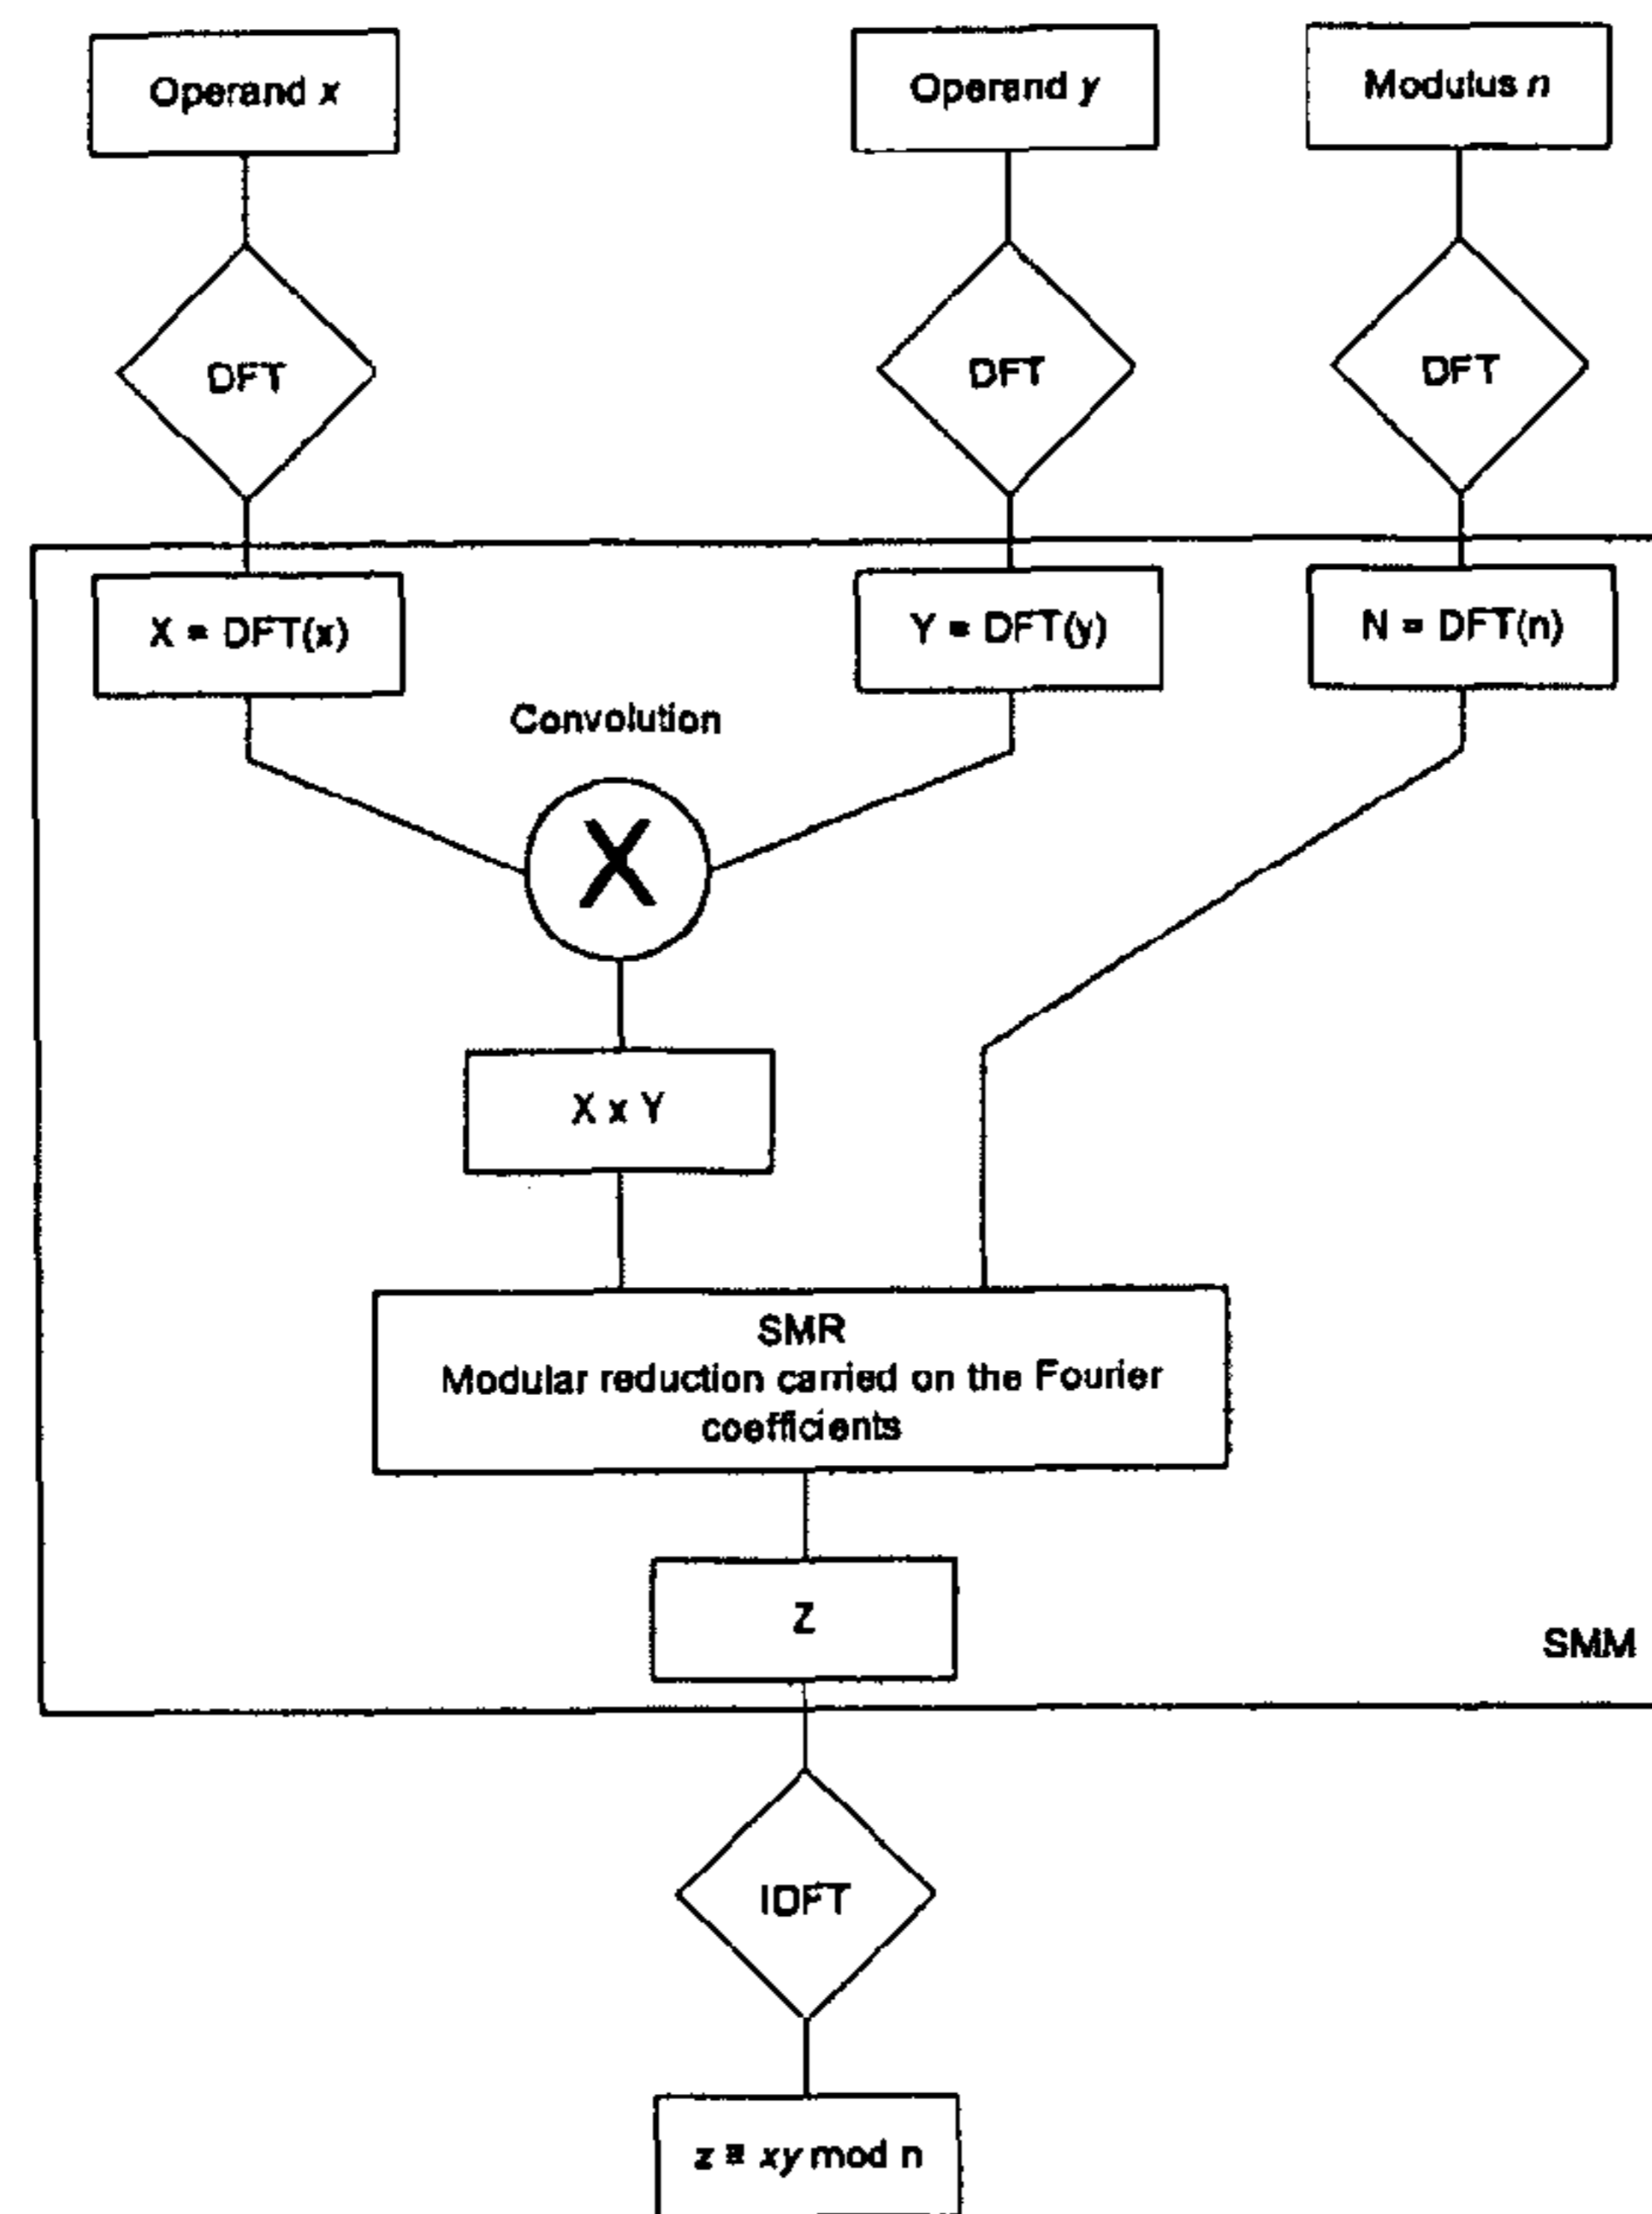 Operand x
Operand y
Modulus n
DFT
DFT
DFT
X = DFT(x)
Y = DFT(y)
N = DFT(n)
Convolution
X
X x Y
SMR
Modular reduction carried on the Fourier
coefficients
Z
SMM
IDFT
z ≡ xy mod n